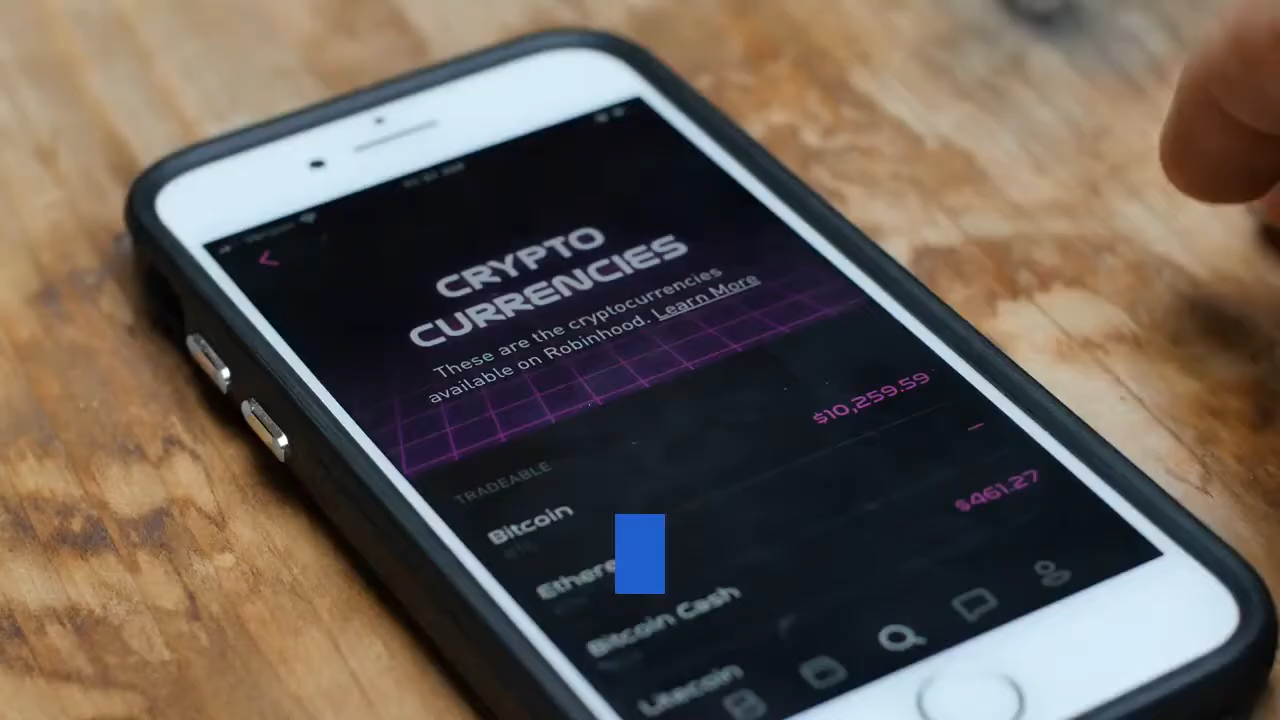 CRYPTO
CURRENCIES
These are the cryptocurrencies
available on Robinhood. Learn More
TRADEABLE
Bitcoin
$10,259.59
Bitcoin Cash
$461.27
Litecoin